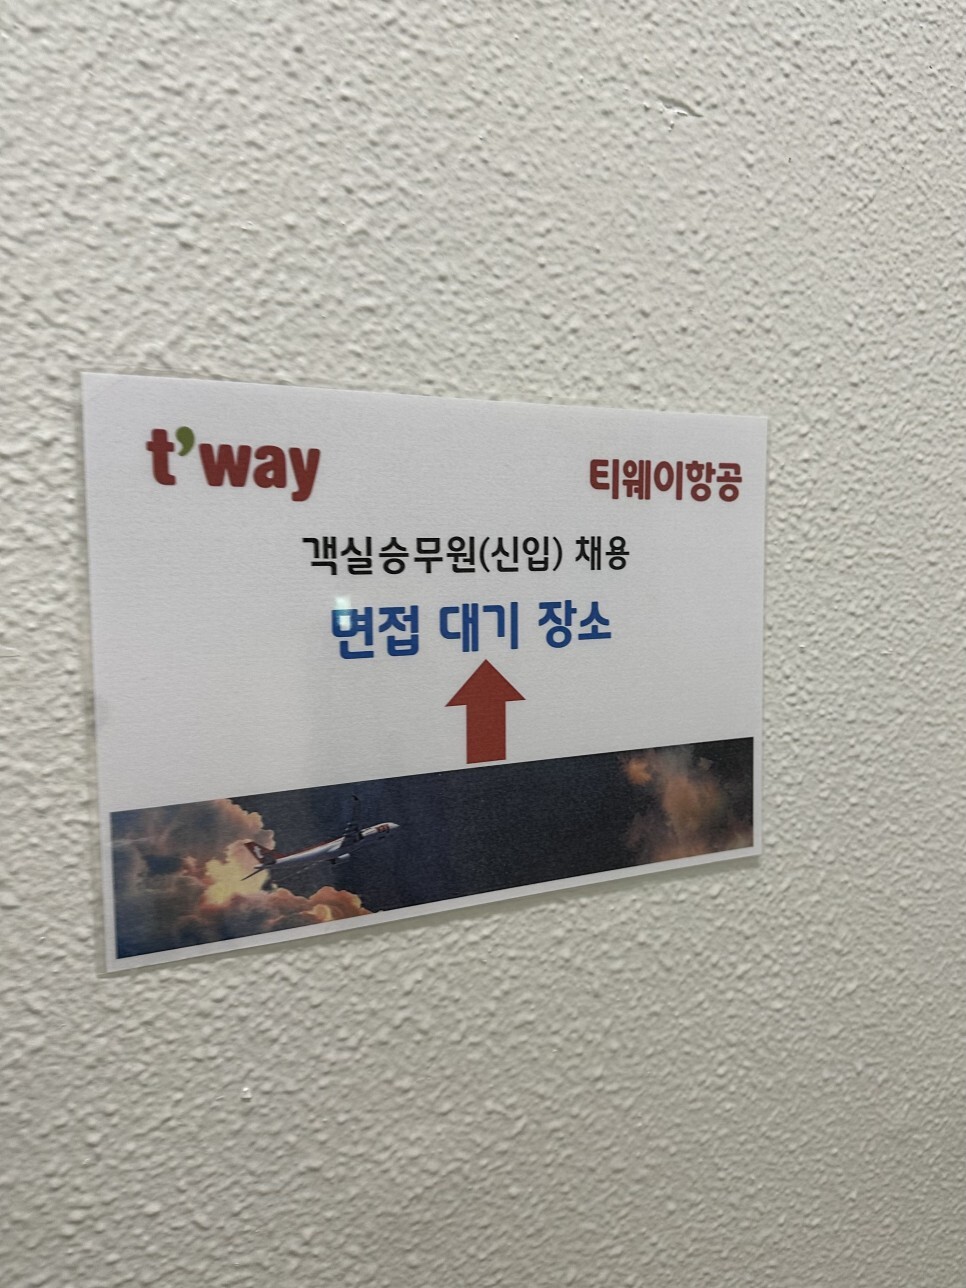 t'way 티웨이항공
객실승무원(신입) 채용
면접 대기 장소